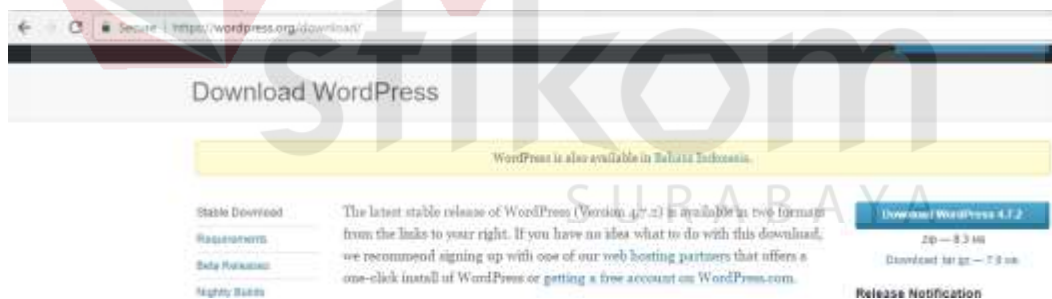 Secure | https://wordpress.org/download/
stikom
Download WordPress
WordPress is also available in Bahasa Indonesia.
SURABAYA
Stable Download
Requirements
Beta Releases
Nightly Builds
The latest stable release of WordPress (Version 4.7.2) is available in two formats
from the links to your right. If you have no idea what to do with this download,
we recommend signing up with one of our web hosting partners that offers a
one-click install of WordPress or getting a free account on WordPress.com.
Download WordPress 4.7.2
.zip — 8.3 MB
Download .tar.gz — 7.8 MB
Release Notification